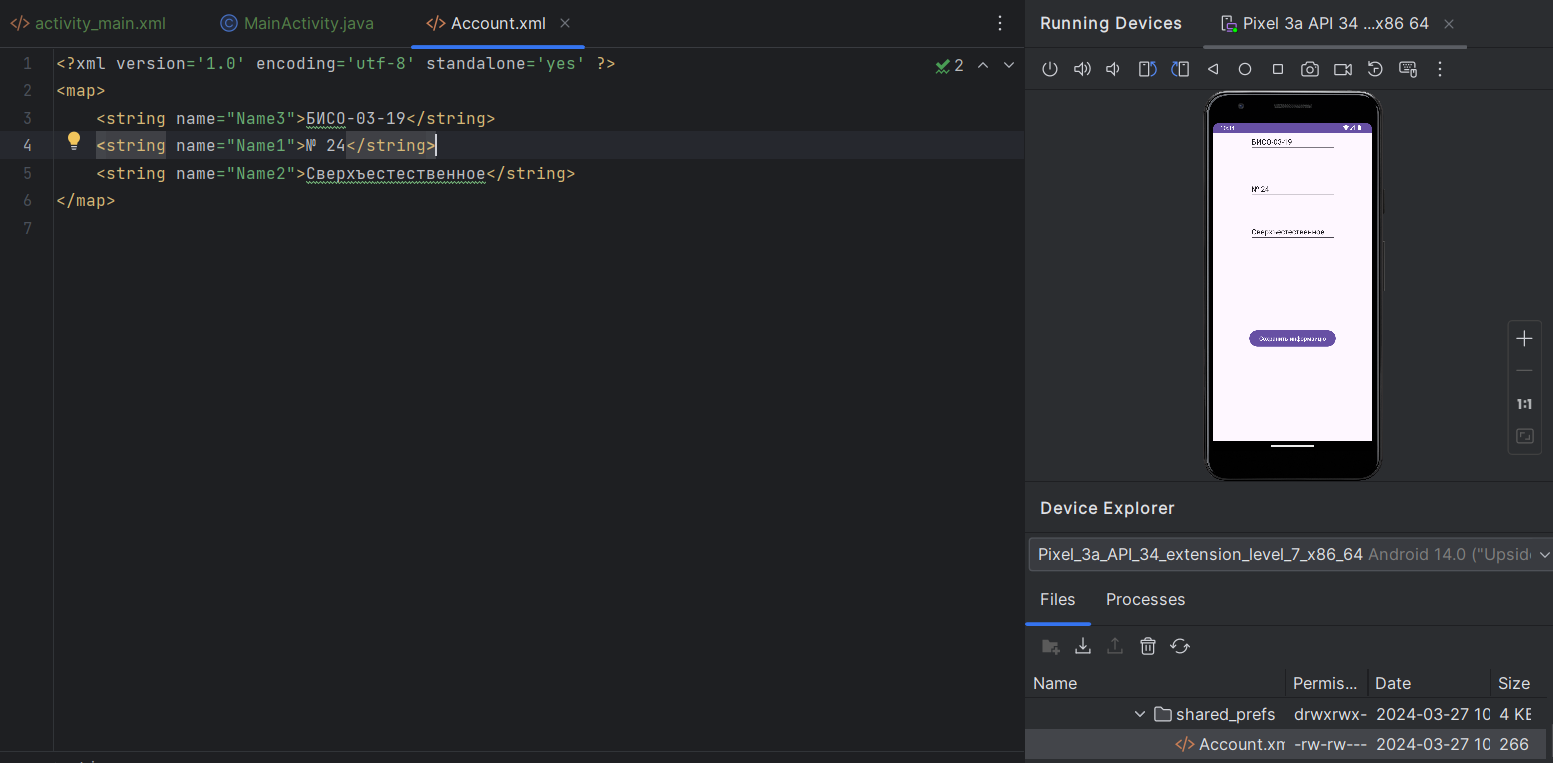 activity_main.xml MainActivity.java Account.xml
1 <?xml version='1.0' encoding='utf-8' standalone='yes' ?>
2 <map>
3 <string name="Name3">БИСО-03-19</string>
4 <string name="Name1">№ 24</string>
5 <string name="Name2">Сверхъестественное</string>
6 </map>
7
2
Running Devices Pixel 3a API 34 ...x86 64
БИСО-03-19
№ 24
Сверхъестественное
Сохранить информацию
1:1
Device Explorer
Pixel_3a_API_34_extension_level_7_x86_64 Android 14.0 ("Upside
Files Processes
Name Permis... Date Size
shared_prefs drwxrwx- 2024-03-27 10 4 KB
Account.xm -rw-rw--- 2024-03-27 10 266